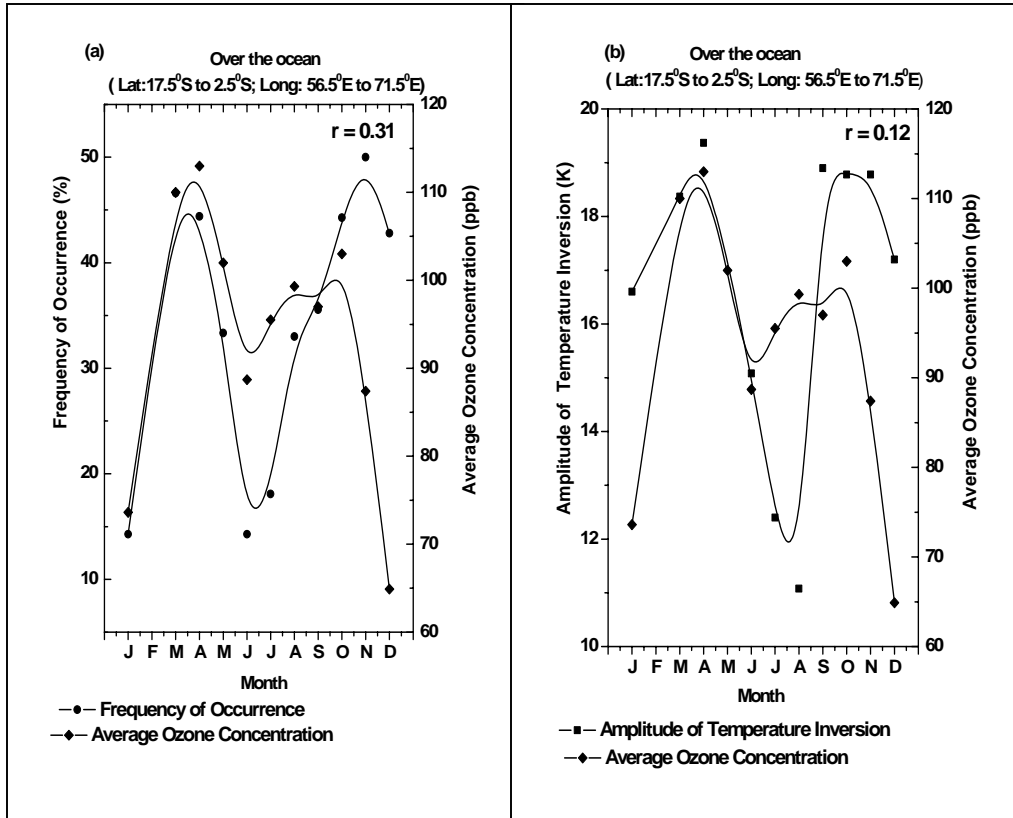 (a)
Over the ocean
( Lat:17.5⁰S to 2.5⁰S; Long: 56.5⁰E to 71.5⁰E)
r = 0.31
Frequency of Occurrence (%)
50
40
30
20
10
Average Ozone Concentration (ppb)
120
110
100
90
80
70
60
J F M A M J J A S O N D
Month
Frequency of Occurrence
Average Ozone Concentration
(b)
Over the ocean
( Lat:17.5⁰S to 2.5⁰S; Long: 56.5⁰E to 71.5⁰E)
r = 0.12
Amplitude of Temperature Inversion (K)
20
18
16
14
12
10
Average Ozone Concentration (ppb)
120
110
100
90
80
70
60
J F M A M J J A S O N D
Month
Amplitude of Temperature Inversion
Average Ozone Concentration